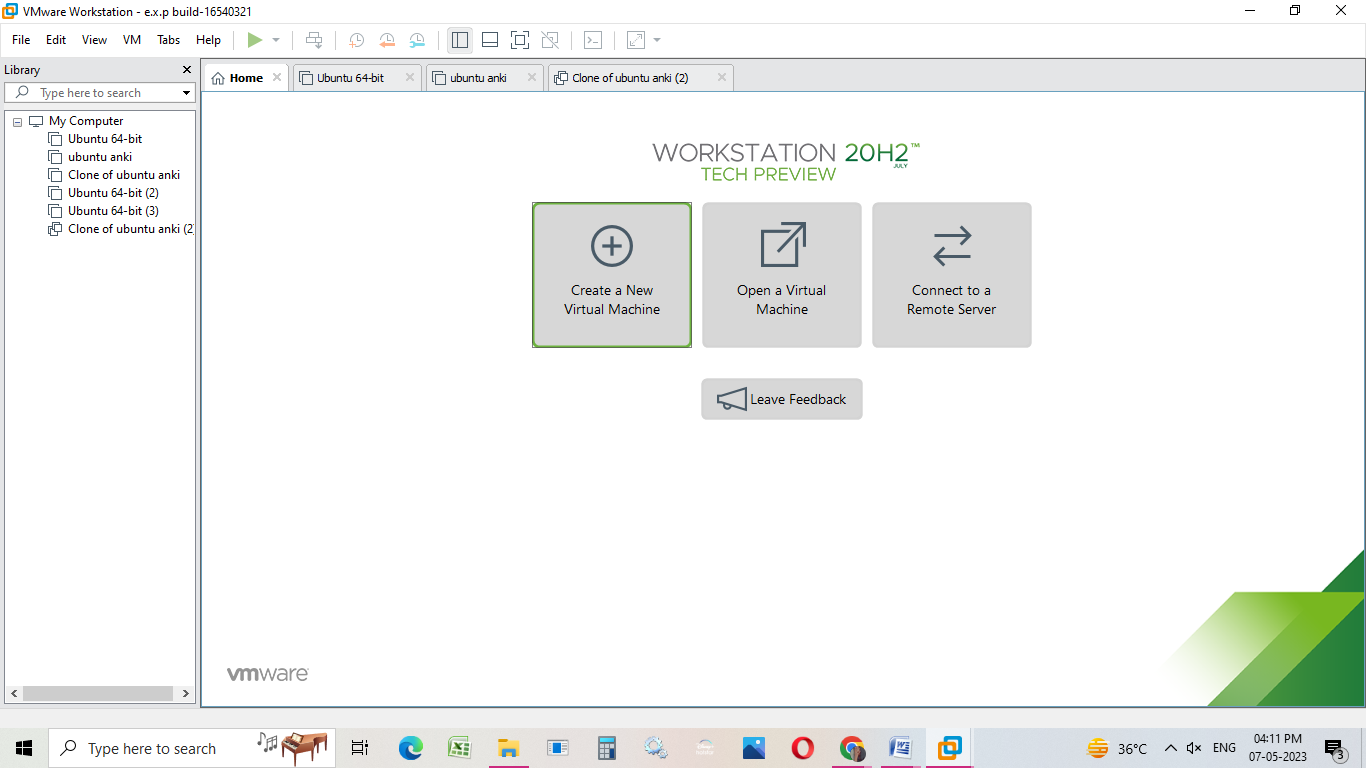 VMware Workstation - e.x.p build-16540321
File Edit View VM Tabs Help
Library
Type here to search
My Computer
Ubuntu 64-bit
ubuntu anki
Clone of ubuntu anki
Ubuntu 64-bit (2)
Ubuntu 64-bit (3)
Clone of ubuntu anki (2
Home Ubuntu 64-bit ubuntu anki Clone of ubuntu anki (2)
WORKSTATION 20H2™
JULY
TECH PREVIEW
Create a New
Virtual Machine
Open a Virtual
Machine
Connect to a
Remote Server
Leave Feedback
vmware
Type here to search
36°C
ENG
04:11 PM
07-05-2023
3